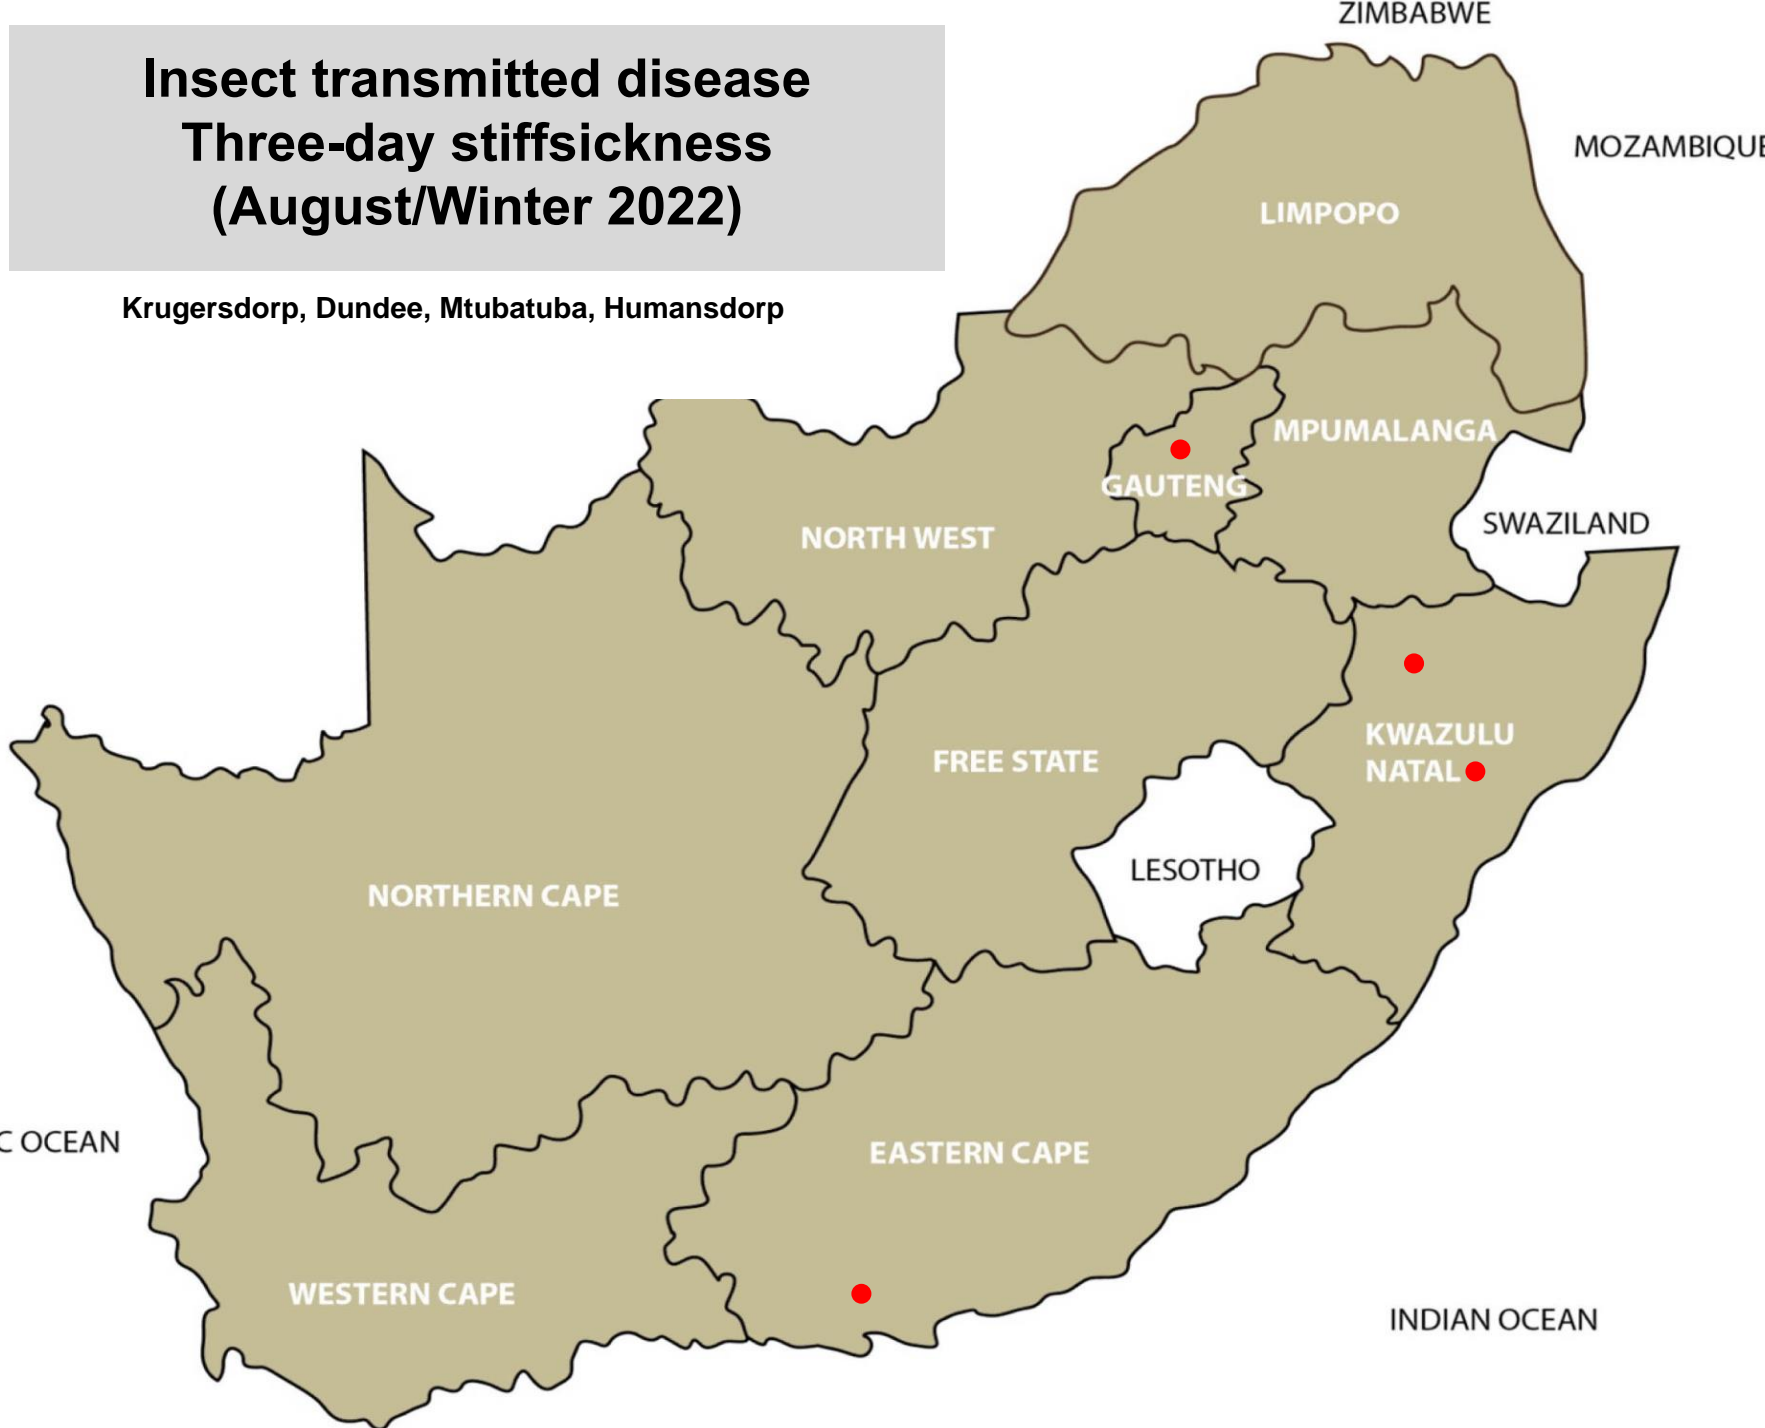 ZIMBABWE
Insect transmitted disease
Three-day stiffsickness
(August/Winter 2022)
MOZAMBIQUE
LIMPOPO
Krugersdorp, Dundee, Mtubatuba, Humansdorp
MPUMALANGA
GAUTENG
SWAZILAND
NORTH WEST
KWAZULU
NATAL
FREE STATE
LESOTHO
NORTHERN CAPE
C OCEAN
EASTERN CAPE
WESTERN CAPE
INDIAN OCEAN